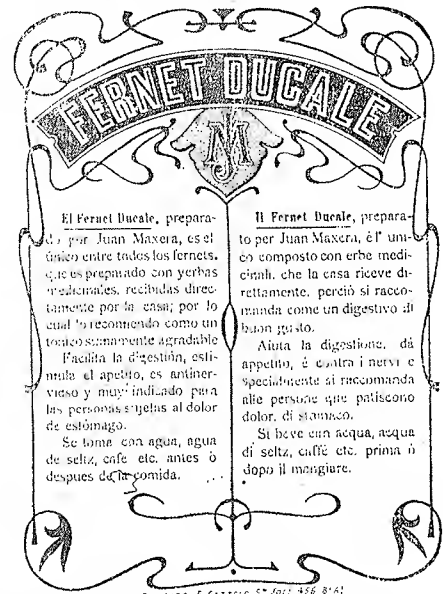 FERNET DUCALE
JM
El Fernet Ducale, prepara-
do por Juan Maxera, es el
único entre todos los fernets,
que es preparado con yerbas
medicinales, recibidas direc-
tamente por la casa; por lo
cual lo recomiendo como un
tonico sumamente agradable
Facilita la digestión, esti-
mula el apetito, es antiner-
vioso y muy indicado para
las personas sujetas al dolor
de estómago.
Se toma con agua, agua
de seltz, cafe etc. antes ò
despues de la comida.
Il Fernet Ducale, prepara-
to per Juan Maxera, è l' uni-
co composto con erbe medi-
cinali, che la casa riceve di-
rettamente, perciò si racco-
manda come un digestivo di
buon gusto.
Aiuta la digestione, dá
appetito, é contra i nervi e
specialmente si raccomanda
alle persone que patiscono
dolor, di stomaco.
Si beve con acqua, acqua
di seltz, caffé etc. prima ò
dopo il mangiare.